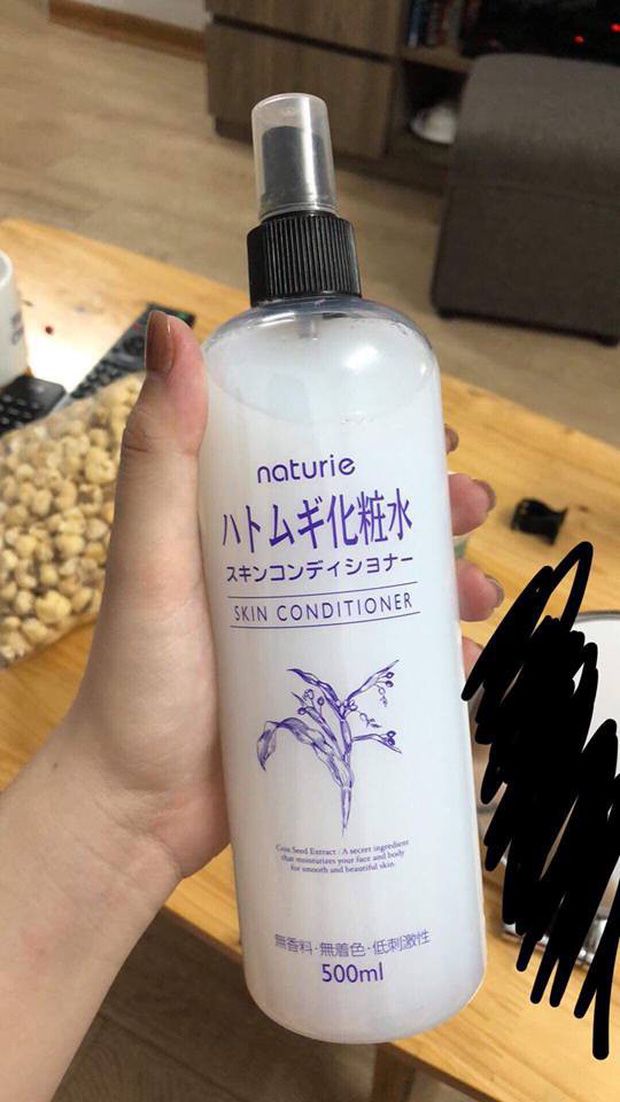 naturie
ハトムギ化粧水
スキンコンディショナー
SKIN CONDITIONER
Coix Seed Extract : A secret ingredient
that moisturizes your face and body
for smooth and beautiful skin.
無香料・無着色・低刺激性
500ml